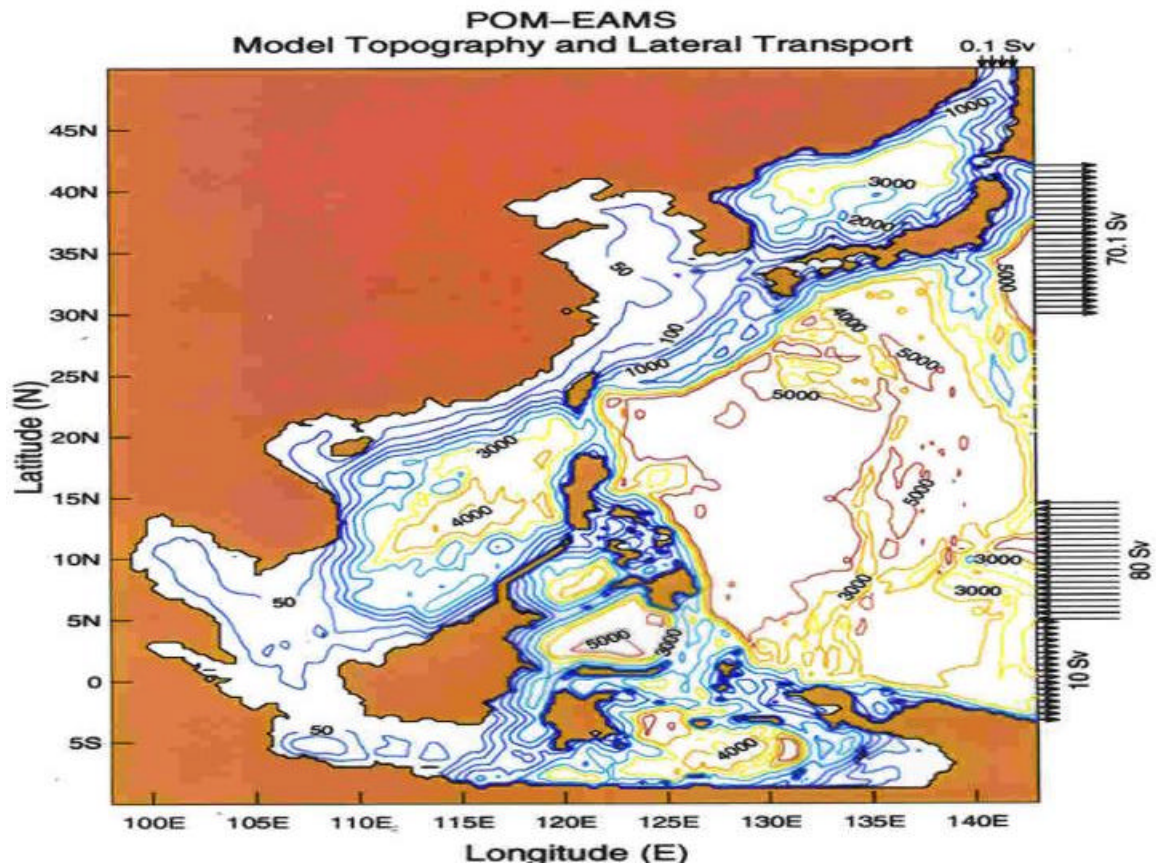 POM–EAMS
Model Topography and Lateral Transport
0.1 Sv
1000
45N
3000
40N
2000
70.1 Sv
35N
50
5000
30N
4000
100
5000
1000
25N
5000
Latitude (N)
20N
3000
5000
15N
4000
10N
3000
80 Sv
3000
3000
50
5N
5000
3000
0
10 Sv
50
5S
4000
100E 105E 110E 115E 120E 125E 130E 135E 140E
Longitude (E)